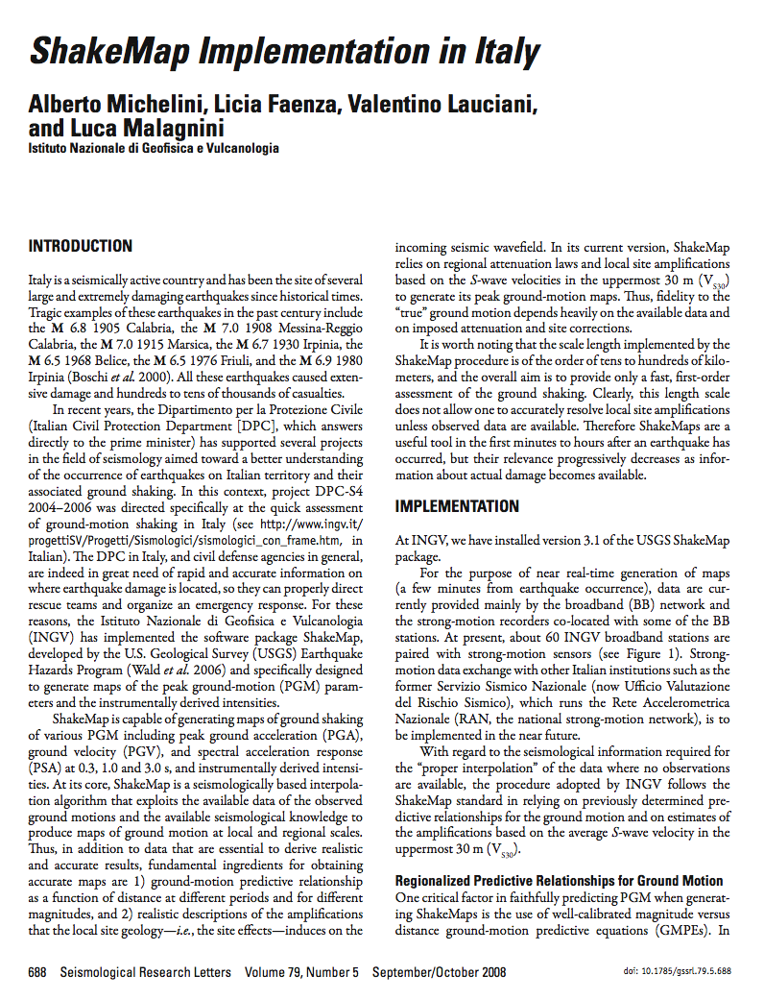 ShakeMap Implementation in Italy
Alberto Michelini, Licia Faenza, Valentino Lauciani,
and Luca Malagnini
Istituto Nazionale di Geofisica e Vulcanologia
INTRODUCTION
Italy is a seismically active country and has been the site of several
large and extremely damaging earthquakes since historical times.
Tragic examples of these earthquakes in the past century include
the M 6.8 1905 Calabria, the M 7.0 1908 Messina-Reggio
Calabria, the M 7.0 1915 Marsica, the M 6.7 1930 Irpinia, the
M 6.5 1968 Belice, the M 6.5 1976 Friuli, and the M 6.9 1980
Irpinia (Boschi et al. 2000). All these earthquakes caused exten-
sive damage and hundreds to tens of thousands of casualties.
In recent years, the Dipartimento per la Protezione Civile
(Italian Civil Protection Department [DPC], which answers
directly to the prime minister) has supported several projects
in the field of seismology aimed toward a better understanding
of the occurrence of earthquakes on Italian territory and their
associated ground shaking. In this context, project DPC-S4
2004–2006 was directed specifically at the quick assessment
of ground-motion shaking in Italy (see http://www.ingv.it/
progettiSV/Progetti/Sismologici/sismologici_con_frame.htm, in
Italian). The DPC in Italy, and civil defense agencies in general,
are indeed in great need of rapid and accurate information on
where earthquake damage is located, so they can properly direct
rescue teams and organize an emergency response. For these
reasons, the Istituto Nazionale di Geofisica e Vulcanologia
(INGV) has implemented the software package ShakeMap,
developed by the U.S. Geological Survey (USGS) Earthquake
Hazards Program (Wald et al. 2006) and specifically designed
to generate maps of the peak ground-motion (PGM) param-
eters and the instrumentally derived intensities.
ShakeMap is capable of generating maps of ground shaking
of various PGM including peak ground acceleration (PGA),
ground velocity (PGV), and spectral acceleration response
(PSA) at 0.3, 1.0 and 3.0 s, and instrumentally derived intensi-
ties. At its core, ShakeMap is a seismologically based interpola-
tion algorithm that exploits the available data of the observed
ground motions and the available seismological knowledge to
produce maps of ground motion at local and regional scales.
Thus, in addition to data that are essential to derive realistic
and accurate results, fundamental ingredients for obtaining
accurate maps are 1) ground-motion predictive relationship
as a function of distance at different periods and for different
magnitudes, and 2) realistic descriptions of the amplifications
that the local site geology—i.e., the site effects—induces on the
incoming seismic wavefield. In its current version, ShakeMap
relies on regional attenuation laws and local site amplifications
based on the S-wave velocities in the uppermost 30 m (VS30)
to generate its peak ground-motion maps. Thus, fidelity to the
“true” ground motion depends heavily on the available data and
on imposed attenuation and site corrections.
It is worth noting that the scale length implemented by the
ShakeMap procedure is of the order of tens to hundreds of kilo-
meters, and the overall aim is to provide only a fast, first-order
assessment of the ground shaking. Clearly, this length scale
does not allow one to accurately resolve local site amplifications
unless observed data are available. Therefore ShakeMaps are a
useful tool in the first minutes to hours after an earthquake has
occurred, but their relevance progressively decreases as infor-
mation about actual damage becomes available.
IMPLEMENTATION
At INGV, we have installed version 3.1 of the USGS ShakeMap
package.
For the purpose of near real-time generation of maps
(a few minutes from earthquake occurrence), data are cur-
rently provided mainly by the broadband (BB) network and
the strong-motion recorders co-located with some of the BB
stations. At present, about 60 INGV broadband stations are
paired with strong-motion sensors (see Figure 1). Strong-
motion data exchange with other Italian institutions such as the
former Servizio Sismico Nazionale (now Ufficio Valutazione
del Rischio Sismico), which runs the Rete Accelerometrica
Nazionale (RAN, the national strong-motion network), is to
be implemented in the near future.
With regard to the seismological information required for
the “proper interpolation” of the data where no observations
are available, the procedure adopted by INGV follows the
ShakeMap standard in relying on previously determined pre-
dictive relationships for the ground motion and on estimates of
the amplifications based on the average S-wave velocity in the
uppermost 30 m (VS30).
Regionalized Predictive Relationships for Ground Motion
One critical factor in faithfully predicting PGM when generat-
ing ShakeMaps is the use of well-calibrated magnitude versus
distance ground-motion predictive equations (GMPEs). In
688 Seismological Research Letters Volume 79, Number 5 September/October 2008
doi: 10.1785/gssrl.79.5.688